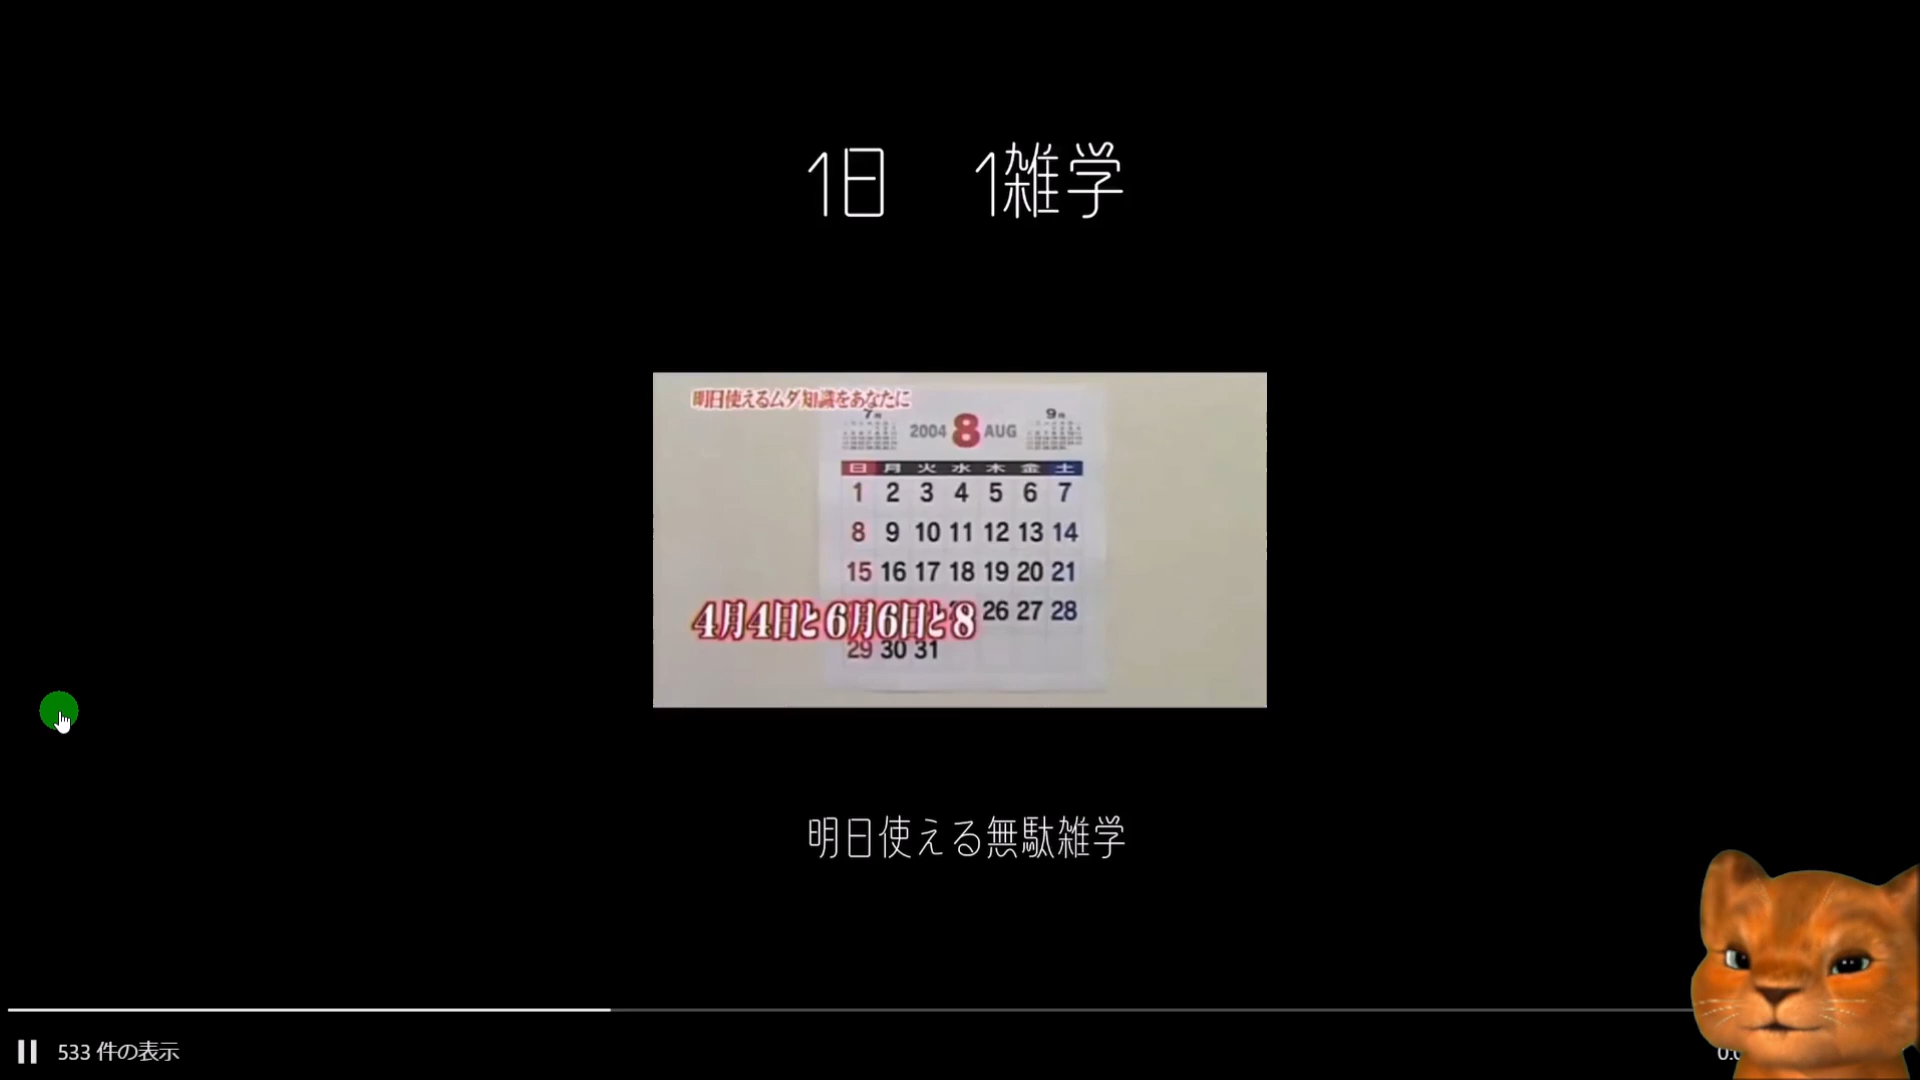 1日 1雑学
明日使えるムダ知識をあなたに
7月 2004 8 AUG 9月
日 月 火 水 木 金 土
1 2 3 4 5 6 7
8 9 10 11 12 13 14
15 16 17 18 19 20 21
26 27 28
4月4日と6月6日と8
29 30 31
明日使える無駄雑学
533 件の表示